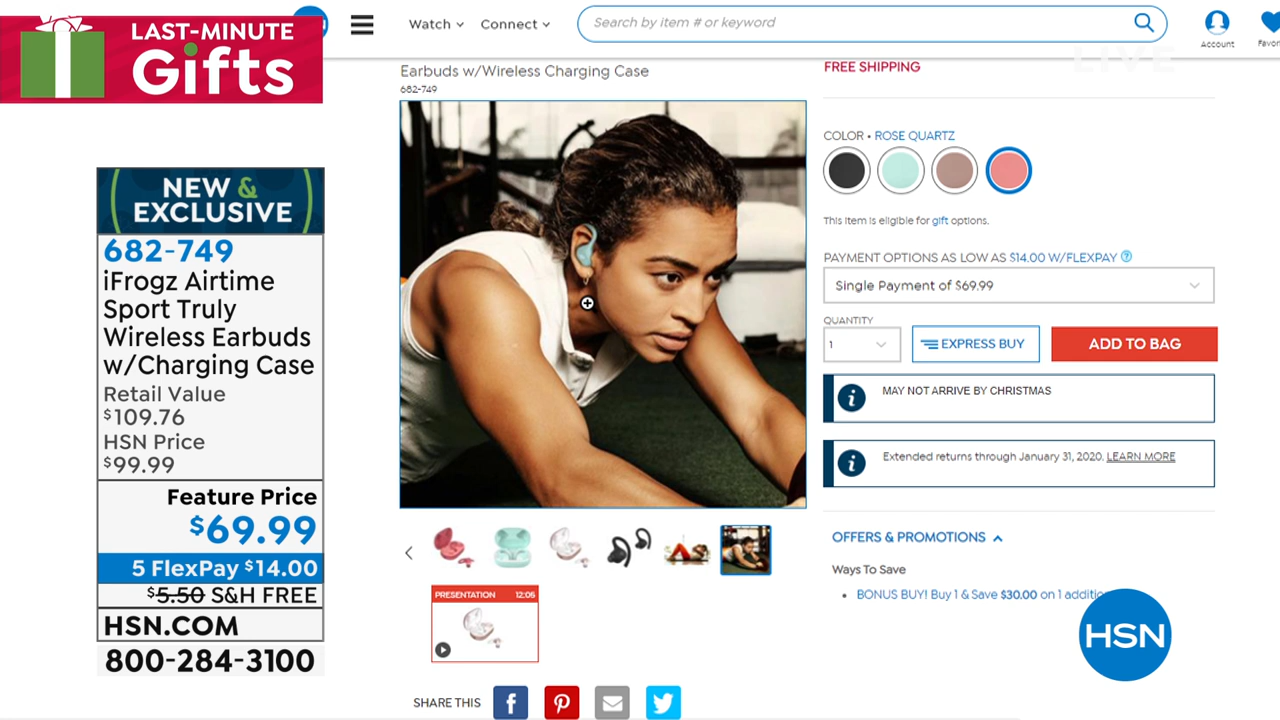 LAST-MINUTE
Gifts
Watch
Connect
Search by item # or keyword
Account
LIVE
Earbuds w/Wireless Charging Case
682-749
FREE SHIPPING
COLOR • ROSE QUARTZ
This item is eligible for gift options.
PAYMENT OPTIONS AS LOW AS $14.00 W/FLEXPAY ?
Single Payment of $69.99
QUANTITY
1
EXPRESS BUY
ADD TO BAG
MAY NOT ARRIVE BY CHRISTMAS
Extended returns through January 31, 2020. LEARN MORE
OFFERS & PROMOTIONS
Ways To Save
• BONUS BUY! Buy 1 & Save $30.00 on 1
PRESENTATION 12:05
SHARE THIS
NEW &
EXCLUSIVE
682-749
iFrogz Airtime
Sport Truly
Wireless Earbuds
w/Charging Case
Retail Value
$109.76
HSN Price
$99.99
Feature Price
$69.99
5 FlexPay $14.00
$5.50 S&H FREE
HSN.COM
800-284-3100
HSN